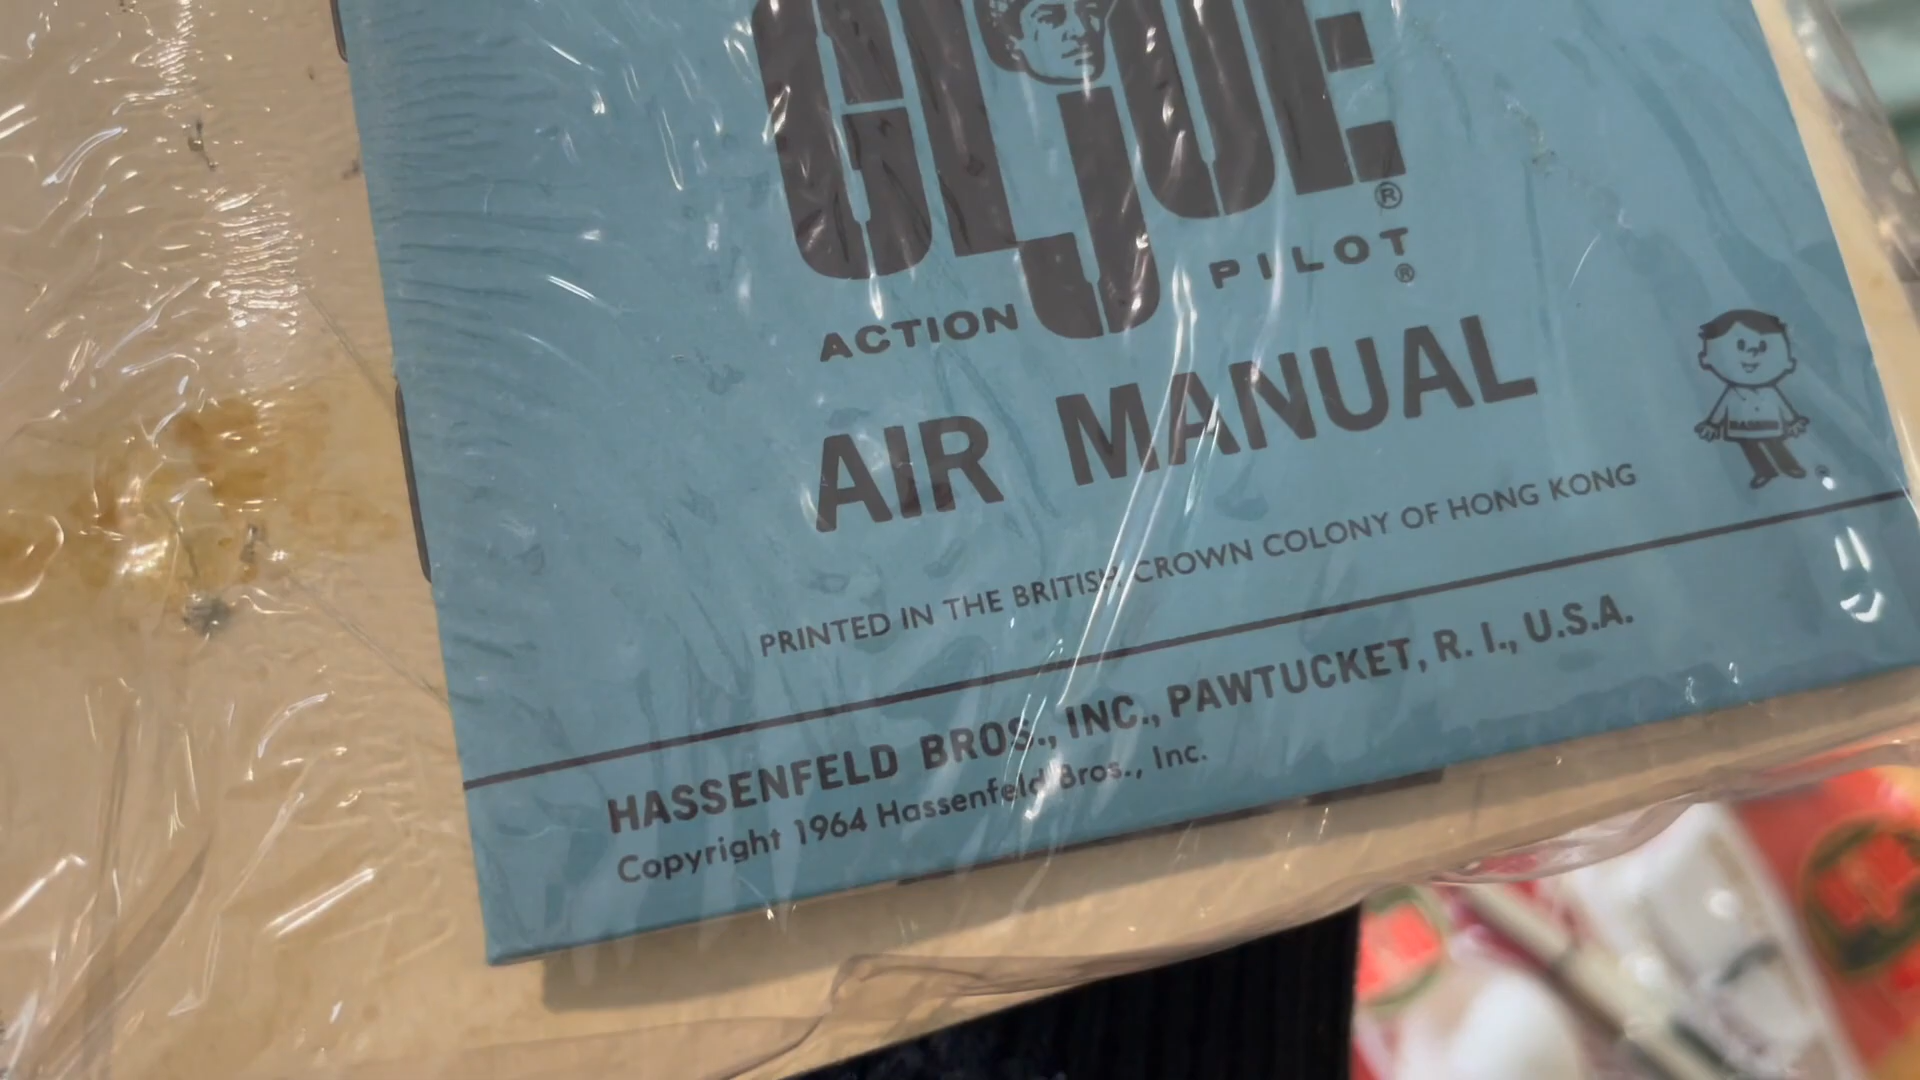 GI JOE
®
ACTION PILOT
®
AIR MANUAL
HASSENFELD
®
PRINTED IN THE BRITISH CROWN COLONY OF HONG KONG
HASSENFELD BROS., INC., PAWTUCKET, R. I., U.S.A.
Copyright 1964 Hassenfeld Bros., Inc.